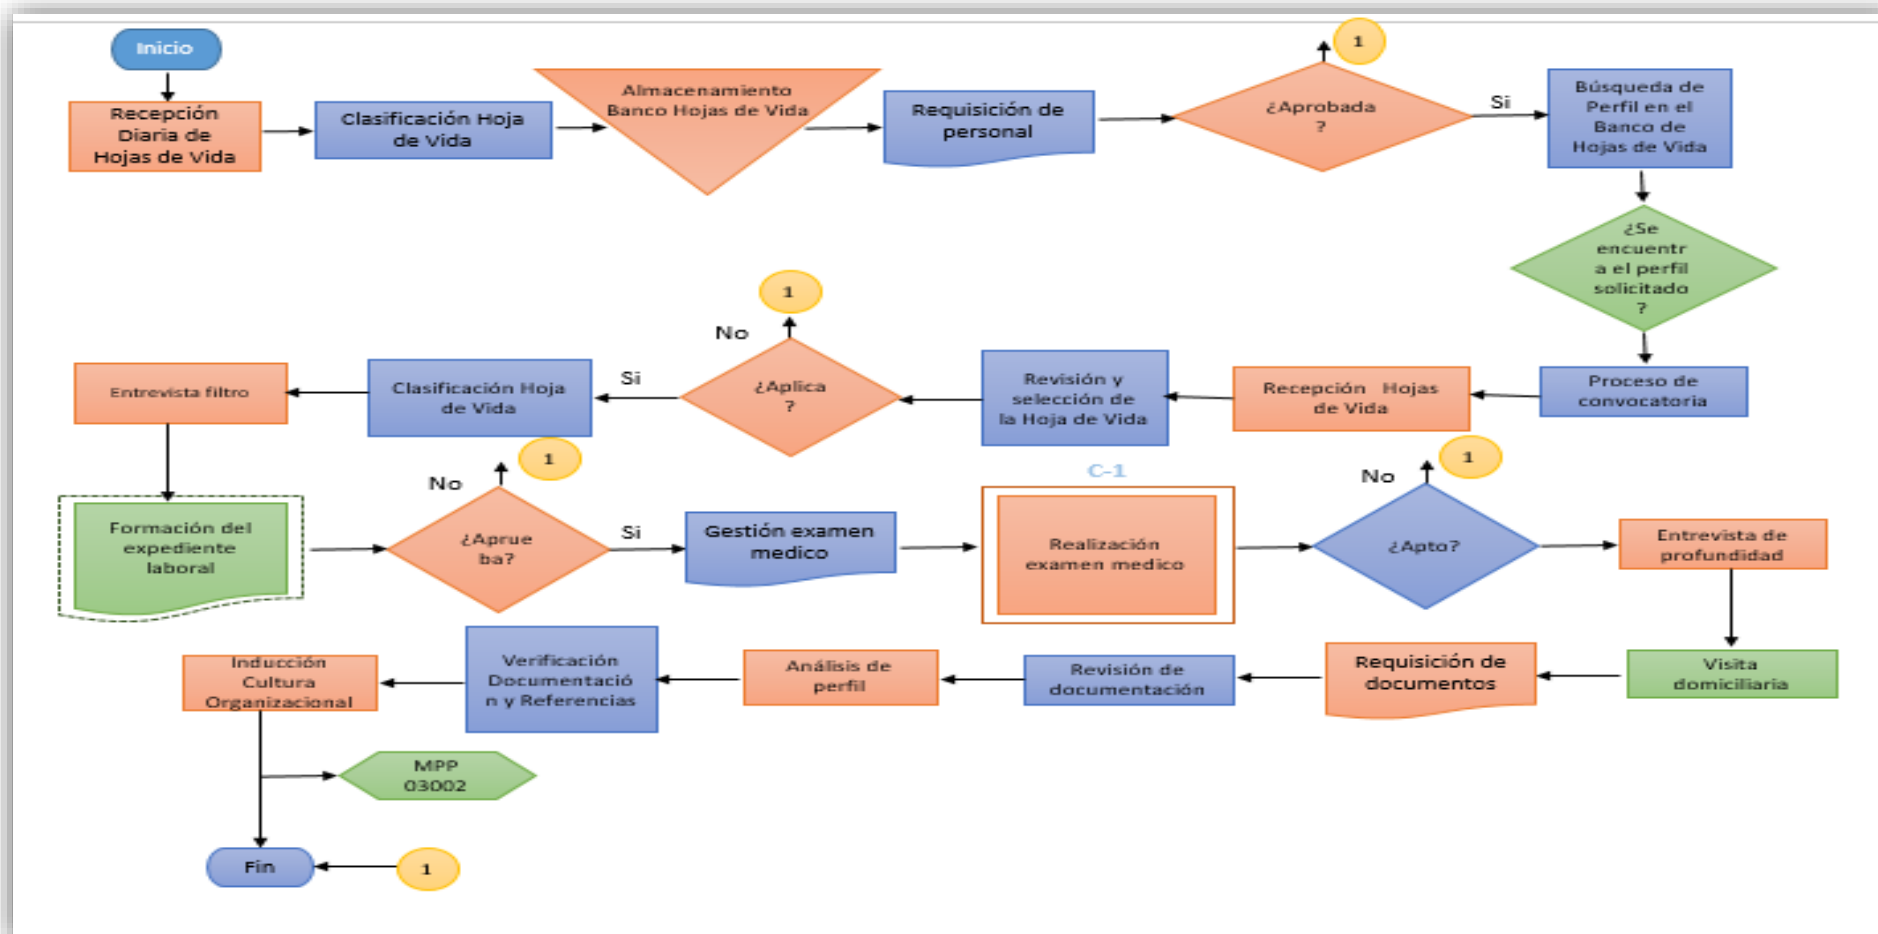 Inicio
1
Recepción
Diaria de
Hojas de Vida
Clasificación Hoja
de Vida
Almacenamiento
Banco Hojas de Vida
Requisición de
personal
¿Aprobada
?
Si
Búsqueda de
Perfil en el
Banco de
Hojas de Vida
¿Se
encuentr
a el perfil
solicitado
?
Proceso de
convocatoria
Recepción Hojas
de Vida
Revisión y
selección de
la Hoja de Vida
1
No
¿Aplica
?
Si
Clasificación Hoja
de Vida
Entrevista filtro
Formación del
expediente
laboral
1
No
¿Aprue
ba?
Si
Gestión examen
medico
C-1
Realización
examen medico
1
No
¿Apto?
Entrevista de
profundidad
Visita
domiciliaria
Requisición de
documentos
Revisión de
documentación
Análisis de
perfil
Verificación
Documentació
n y Referencias
Inducción
Cultura
Organizacional
MPP
03002
Fin
1